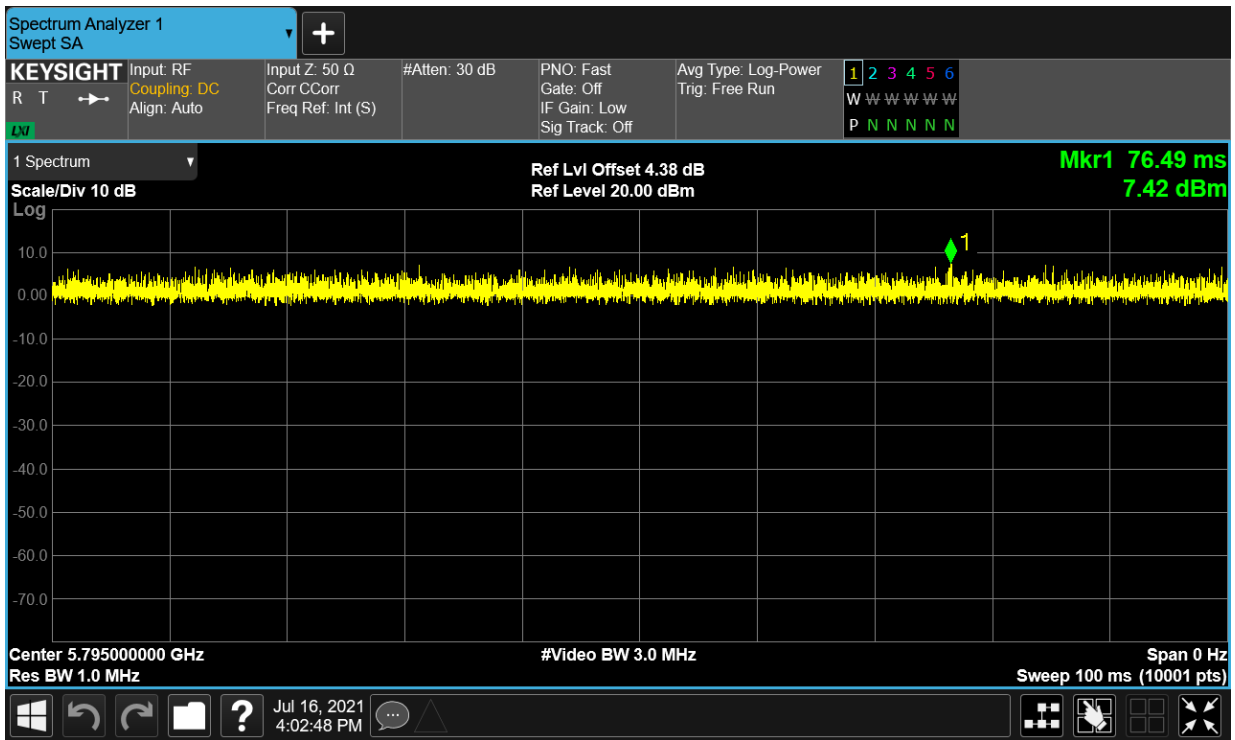 Spectrum Analyzer 1
Swept SA
+
KEYSIGHT
R T
LXI
Input: RF
Coupling: DC
Align: Auto
Input Z: 50 Ω
Corr CCorr
Freq Ref: Int (S)
#Atten: 30 dB
PNO: Fast
Gate: Off
IF Gain: Low
Sig Track: Off
Avg Type: Log-Power
Trig: Free Run
1 2 3 4 5 6
W W W W W W
P N N N N N
1 Spectrum
Scale/Div 10 dB
Log
Ref Lvl Offset 4.38 dB
Ref Level 20.00 dBm
Mkr1 76.49 ms
7.42 dBm
1
10.0
0.00
-10.0
-20.0
-30.0
-40.0
-50.0
-60.0
-70.0
Center 5.795000000 GHz
Res BW 1.0 MHz
#Video BW 3.0 MHz
Span 0 Hz
Sweep 100 ms (10001 pts)
?
Jul 16, 2021
4:02:48 PM